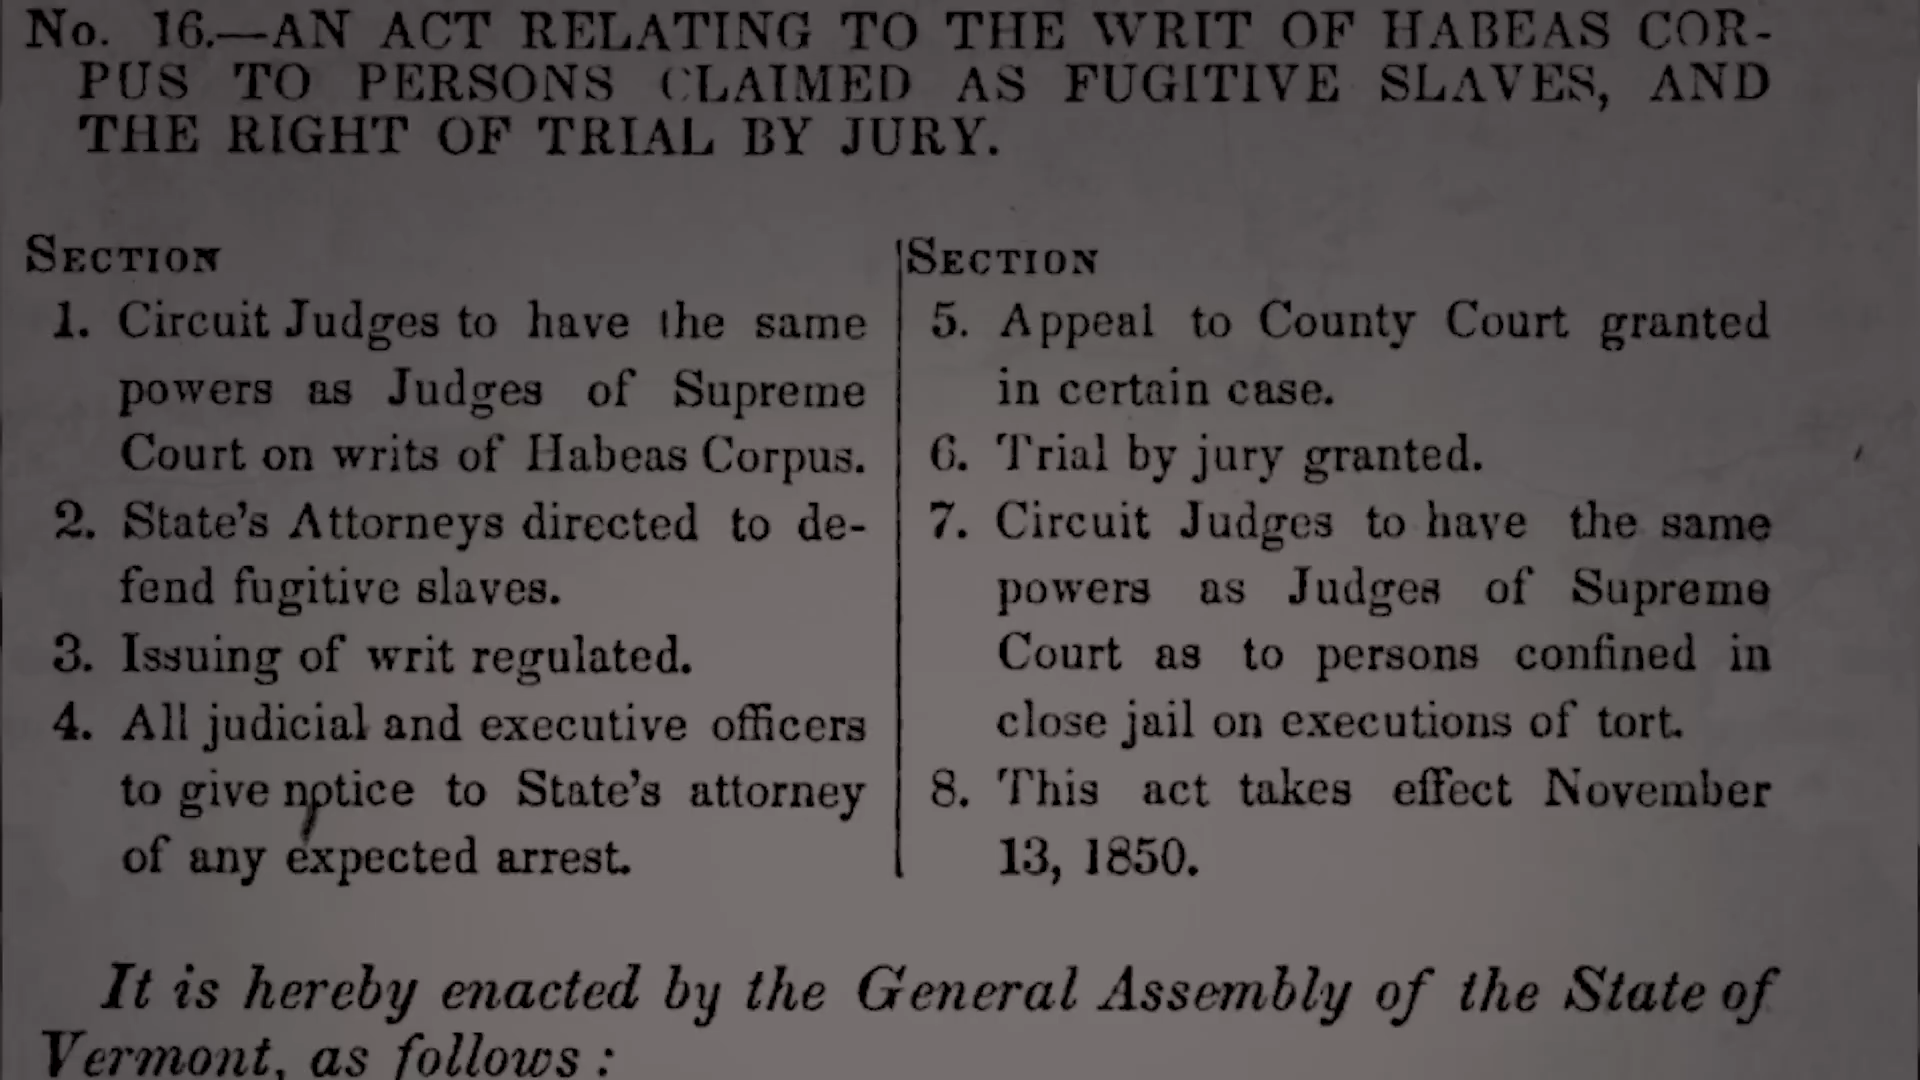 No. 16.—AN ACT RELATING TO THE WRIT OF HABEAS COR-
PUS TO PERSONS CLAIMED AS FUGITIVE SLAVES, AND
THE RIGHT OF TRIAL BY JURY.
SECTION
1. Circuit Judges to have the same
powers as Judges of Supreme
Court on writs of Habeas Corpus.
2. State's Attorneys directed to de-
fend fugitive slaves.
3. Issuing of writ regulated.
4. All judicial and executive officers
to give notice to State's attorney
of any expected arrest.
SECTION
5. Appeal to County Court granted
in certain case.
6. Trial by jury granted.
7. Circuit Judges to have the same
powers as Judges of Supreme
Court as to persons confined in
close jail on executions of tort.
8. This act takes effect November
13, 1850.
It is hereby enacted by the General Assembly of the State of
Vermont, as follows: